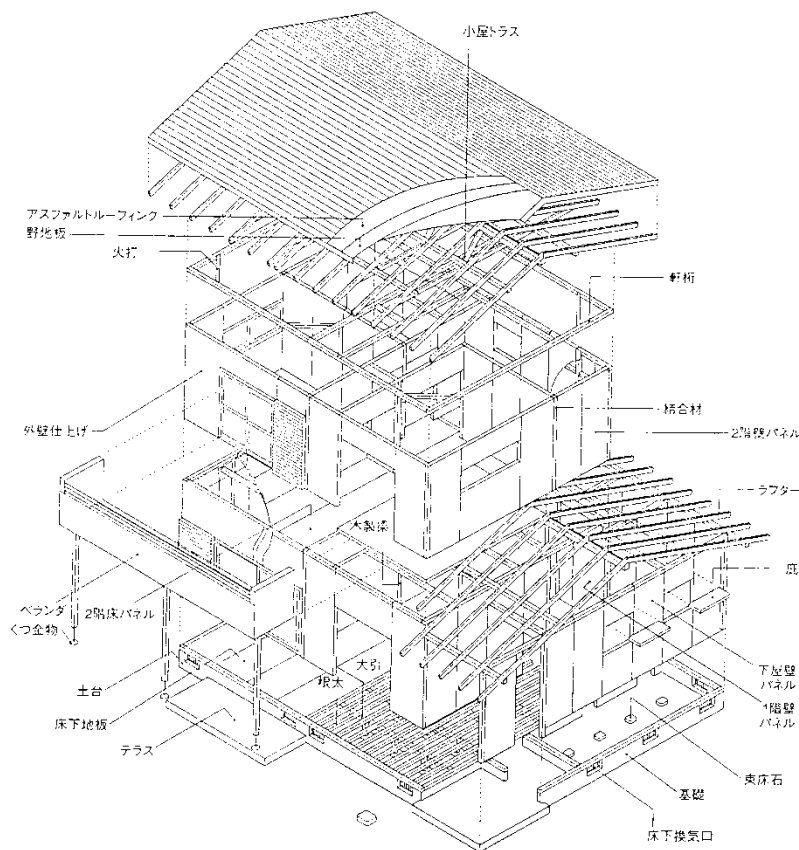 小屋トラス
アスファルトルーフィング
野地板
火打
軒桁
外壁仕上げ
結合材
2階壁パネル
ラフター
木製梁
庇
ベランダ
2階床パネル
くつ金物
大引
下屋壁
パネル
土台
根太
1階壁
パネル
床下地板
テラス
束床石
基礎
床下換気口